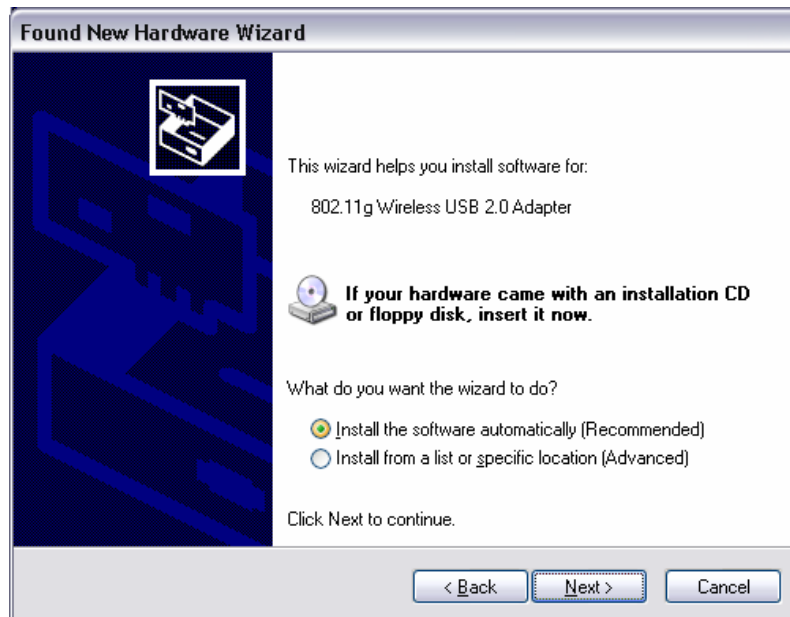 Found New Hardware Wizard
This wizard helps you install software for:
802.11g Wireless USB 2.0 Adapter
If your hardware came with an installation CD
or floppy disk, insert it now.
What do you want the wizard to do?
Install the software automatically (Recommended)
Install from a list or specific location (Advanced)
Click Next to continue.
< Back
Next >
Cancel